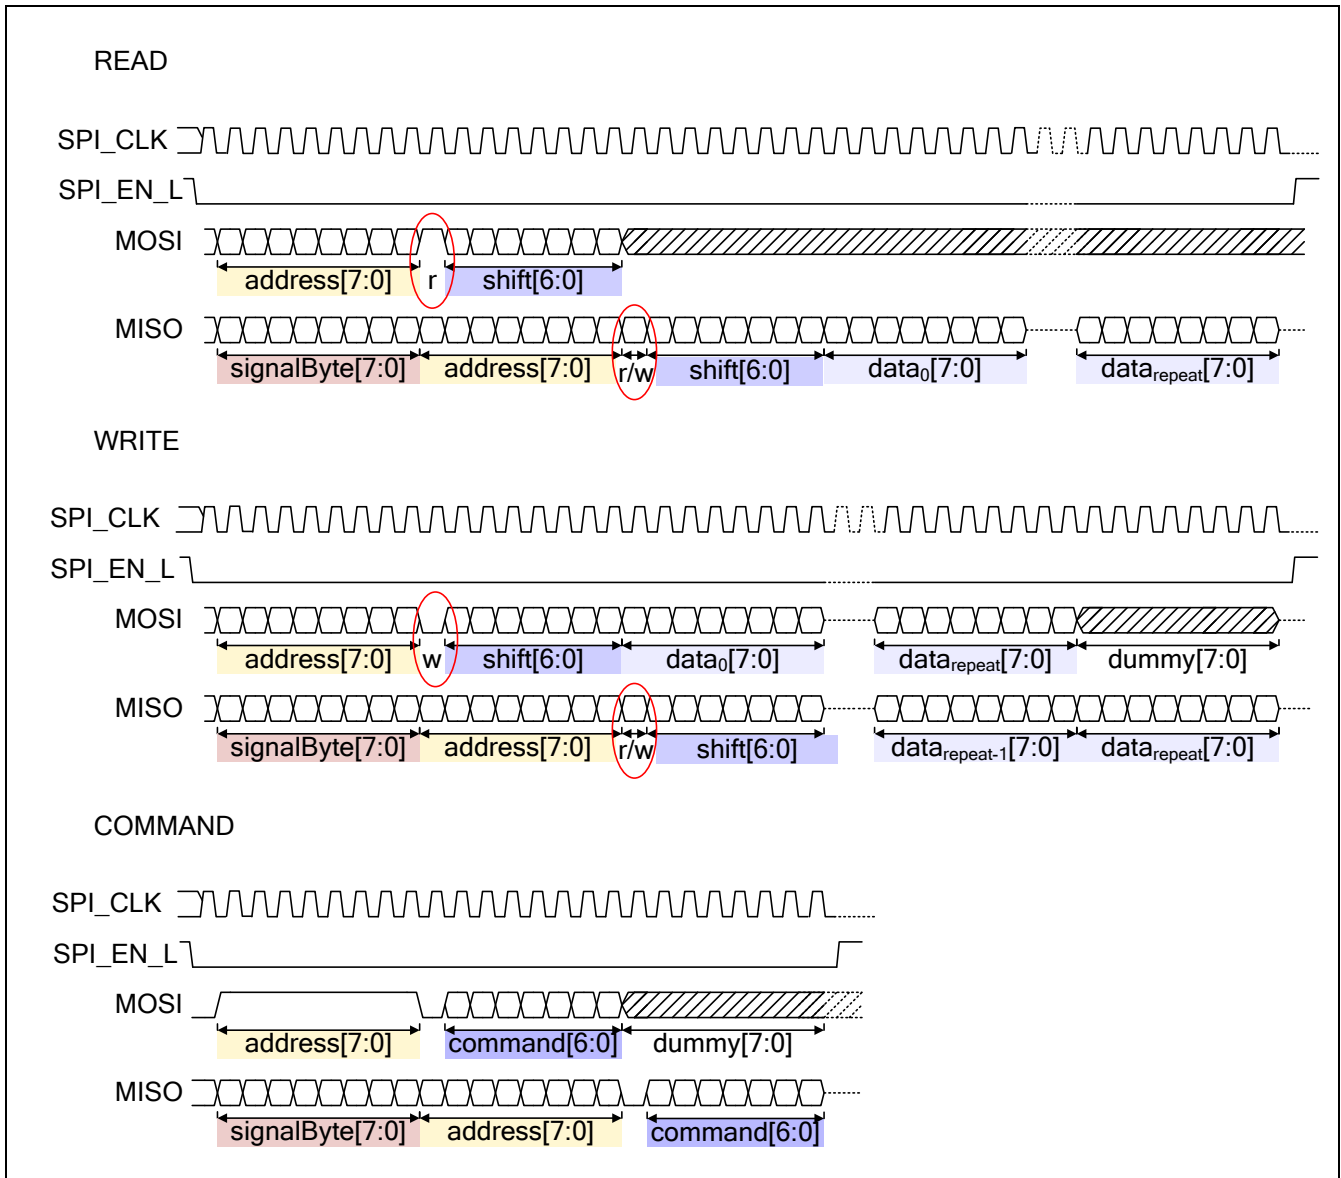 READ
SPI_CLK
SPI_EN_L
MOSI
address[7:0] r shift[6:0]
MISO
signalByte[7:0] address[7:0] r/w shift[6:0] data0[7:0] datarepeat[7:0]
WRITE
SPI_CLK
SPI_EN_L
MOSI
address[7:0] w shift[6:0] data0[7:0] datarepeat[7:0] dummy[7:0]
MISO
signalByte[7:0] address[7:0] r/w shift[6:0] datarepeat-1[7:0] datarepeat[7:0]
COMMAND
SPI_CLK
SPI_EN_L
MOSI
address[7:0] command[6:0] dummy[7:0]
MISO
signalByte[7:0] address[7:0] command[6:0]